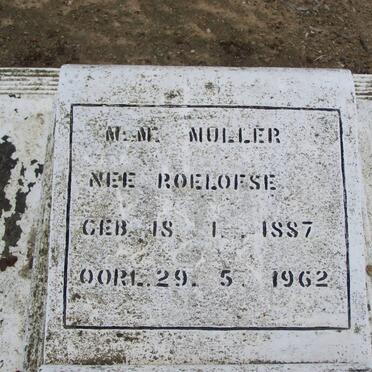 M. M. MULLER
NEE ROELOFSE
GEB. 18. 1. 1887
OORL. 29. 5. 1962